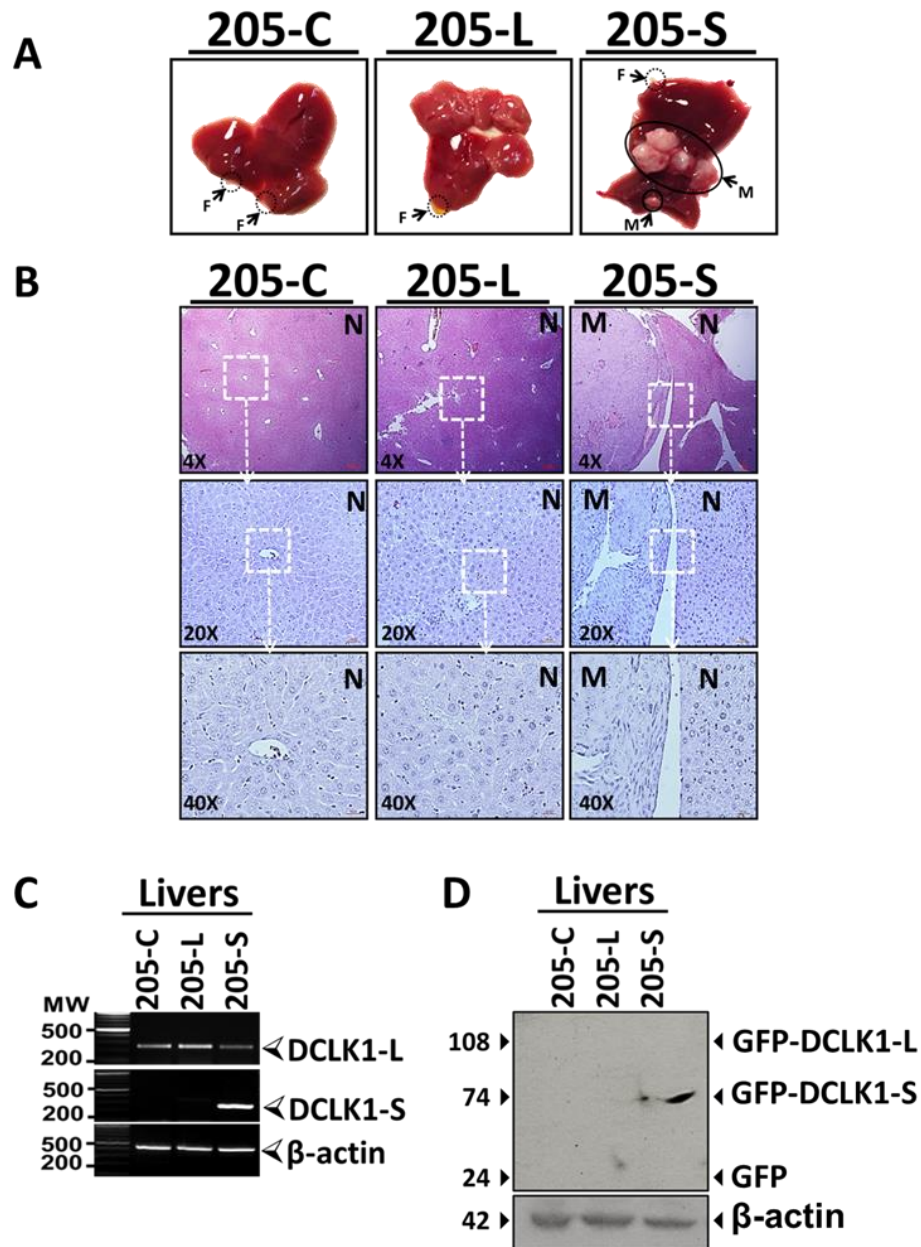 A
205-C 205-L 205-S
F F F F M M
B
205-C 205-L 205-S
N N M N
4X 4X 4X
N N M N
20X 20X 20X
N N M N
40X 40X 40X
C
Livers
205-C 205-L 205-S
MW
500
200
DCLK1-L
500
200
DCLK1-S
500
200
β-actin
D
Livers
205-C 205-L 205-S
108 GFP-DCLK1-L
74 GFP-DCLK1-S
24 GFP
42 β-actin